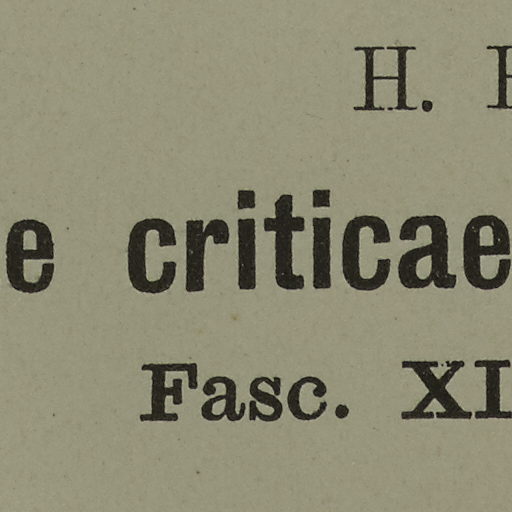 H.
e criticae
Fasc. XI